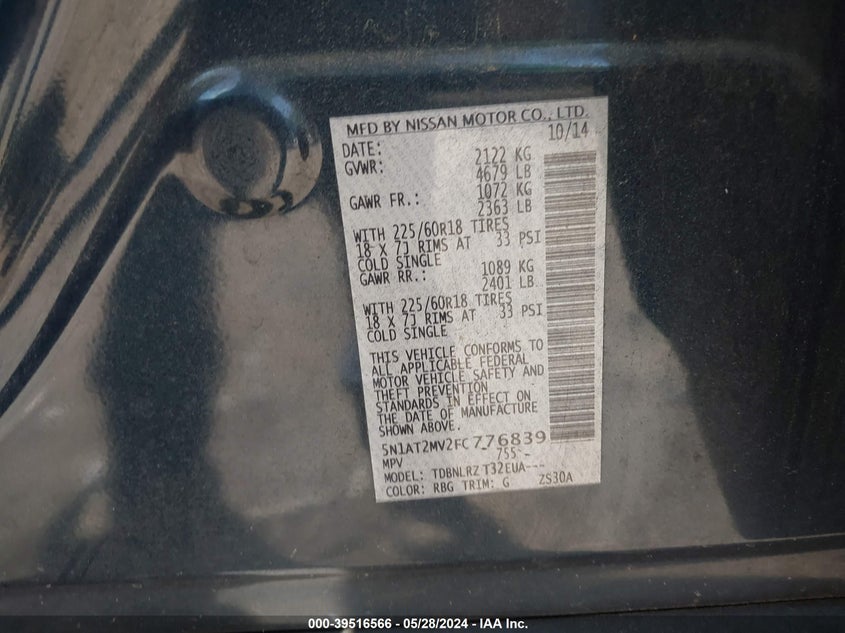 MFD BY NISSAN MOTOR CO., LTD.
DATE: 10/14
GVWR: 2122 KG
4679 LB
GAWR FR.: 1072 KG
2363 LB
WITH 225/60R18 TIRES
18 X 7J RIMS AT 33 PSI
COLD SINGLE
GAWR RR.: 1089 KG
2401 LB
WITH 225/60R18 TIRES
18 X 7J RIMS AT 33 PSI
COLD SINGLE
THIS VEHICLE CONFORMS TO
ALL APPLICABLE FEDERAL
MOTOR VEHICLE SAFETY AND
THEFT PREVENTION
STANDARDS IN EFFECT ON
THE DATE OF MANUFACTURE
SHOWN ABOVE.
5N1AT2MV2FC776839
MPV 755--
MODEL: TDBNLRZ T32EUA---
COLOR: RBG TRIM: G ZS30A
000-39516566 - 05/28/2024 - IAA Inc.